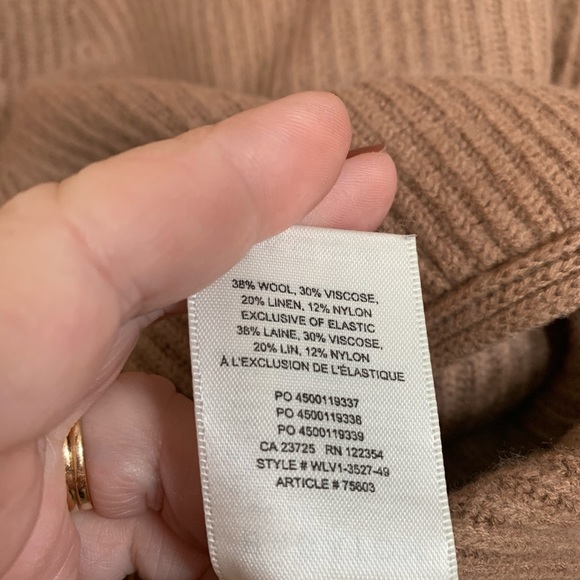 38% WOOL, 30% VISCOSE,
20% LINEN, 12% NYLON
EXCLUSIVE OF ELASTIC
38% LAINE, 30% VISCOSE,
20% LIN, 12% NYLON
À L'EXCLUSION DE L'ÉLASTIQUE
PO 4500119337
PO 4500119338
PO 4500119339
CA 23725 RN 122354
STYLE # WLV1-3527-49
ARTICLE # 75603